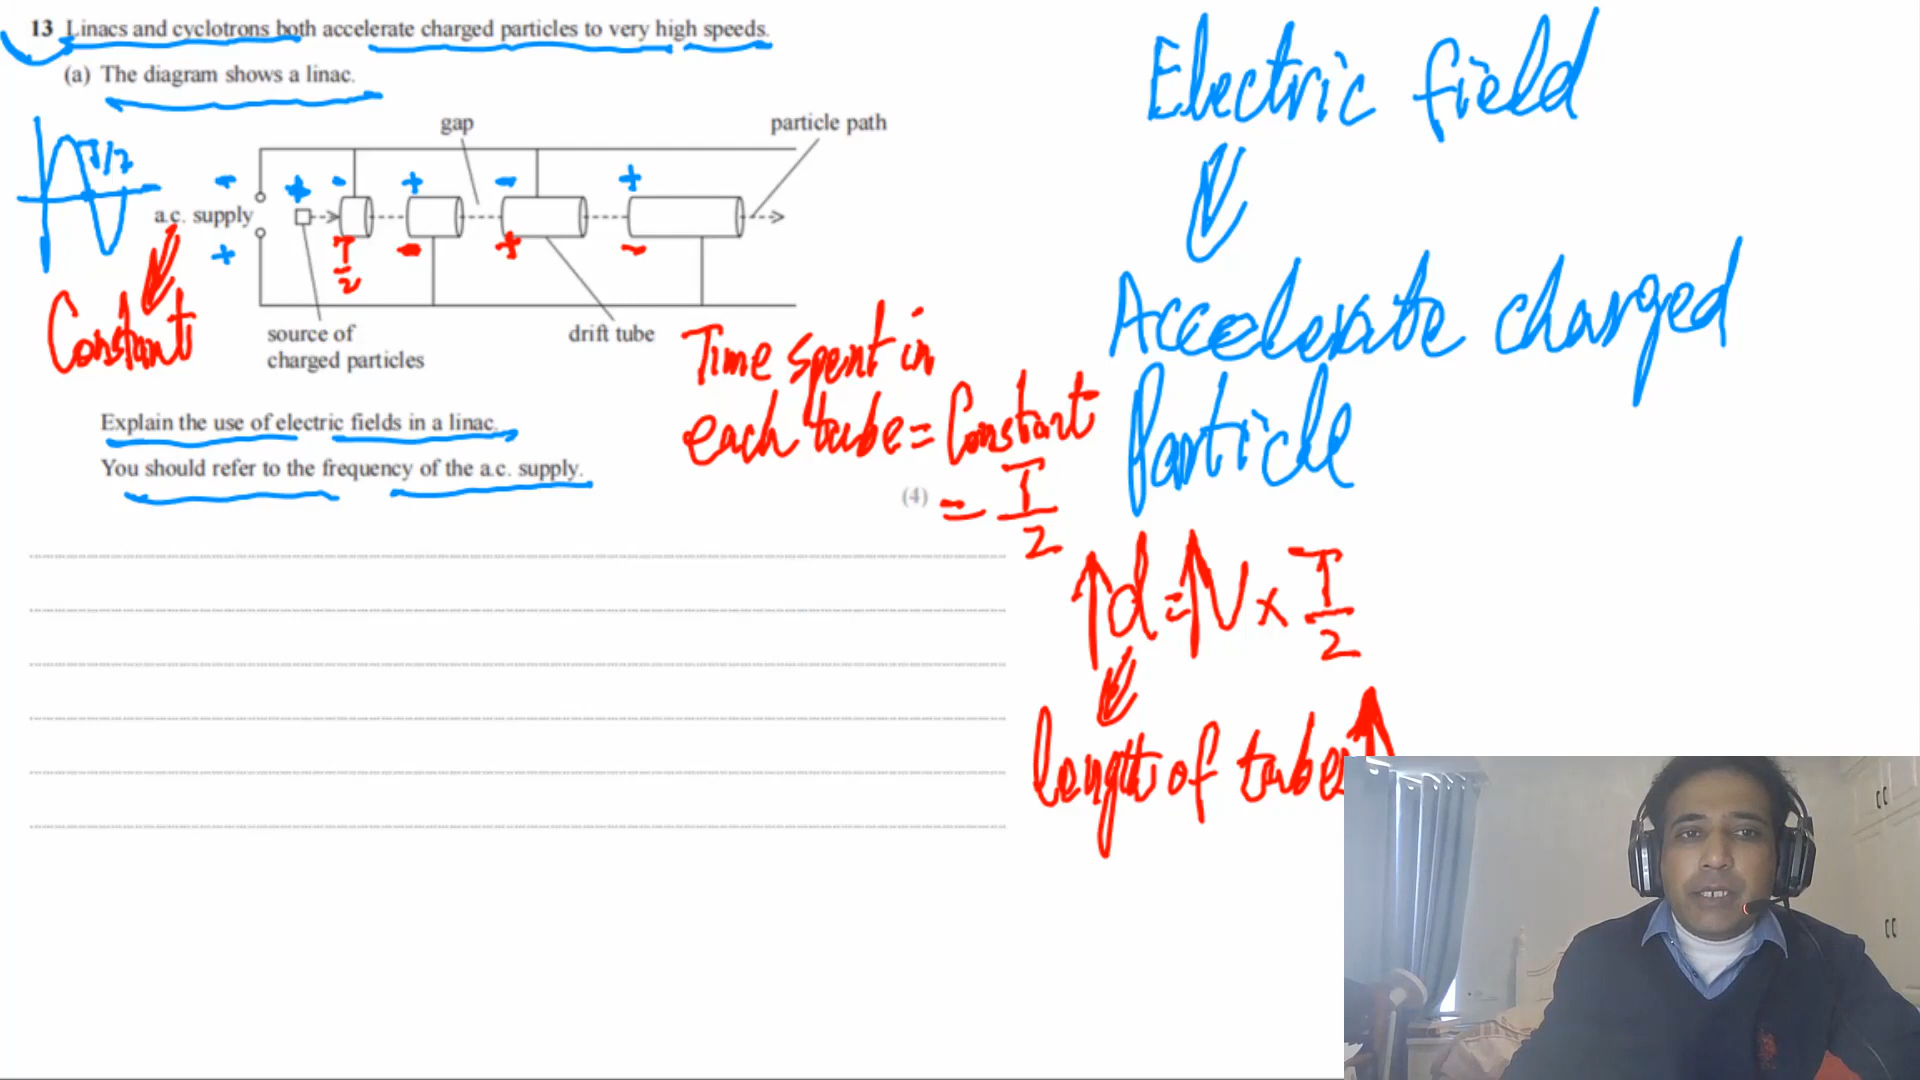 13 Linacs and cyclotrons both accelerate charged particles to very high speeds.
(a) The diagram shows a linac.
gap
particle path
T/2
- + - + - +
a.c. supply
+
T/2 - + -
Constant
source of
charged particles
drift tube
Explain the use of electric fields in a linac.
You should refer to the frequency of the a.c. supply.
(4)
Time spent in
each tube = Constant
= T/2
Electric field
Accelerate charged
Particle
↑d = ↑V × T/2
length of tubes ↑